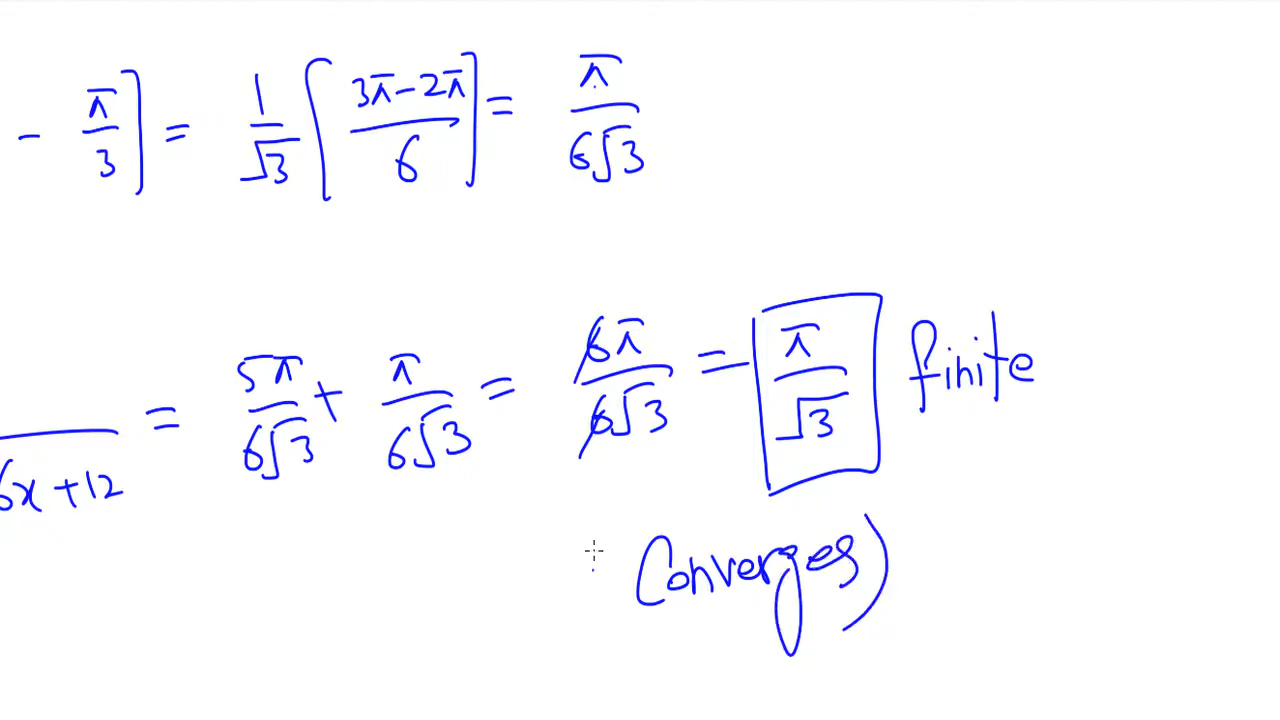 - π/3] = 1/√3 [(3π-2π)/6] = π/(6√3)
6x+12 = 5π/(6√3) + π/(6√3) = 6π/(6√3) = π/√3 finite
Converges)